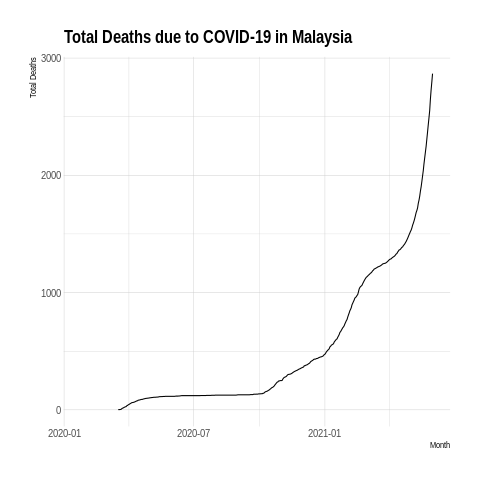 Total Deaths due to COVID-19 in Malaysia
Total Deaths
3000
2000
1000
0
2020-01 2020-07 2021-01
Month